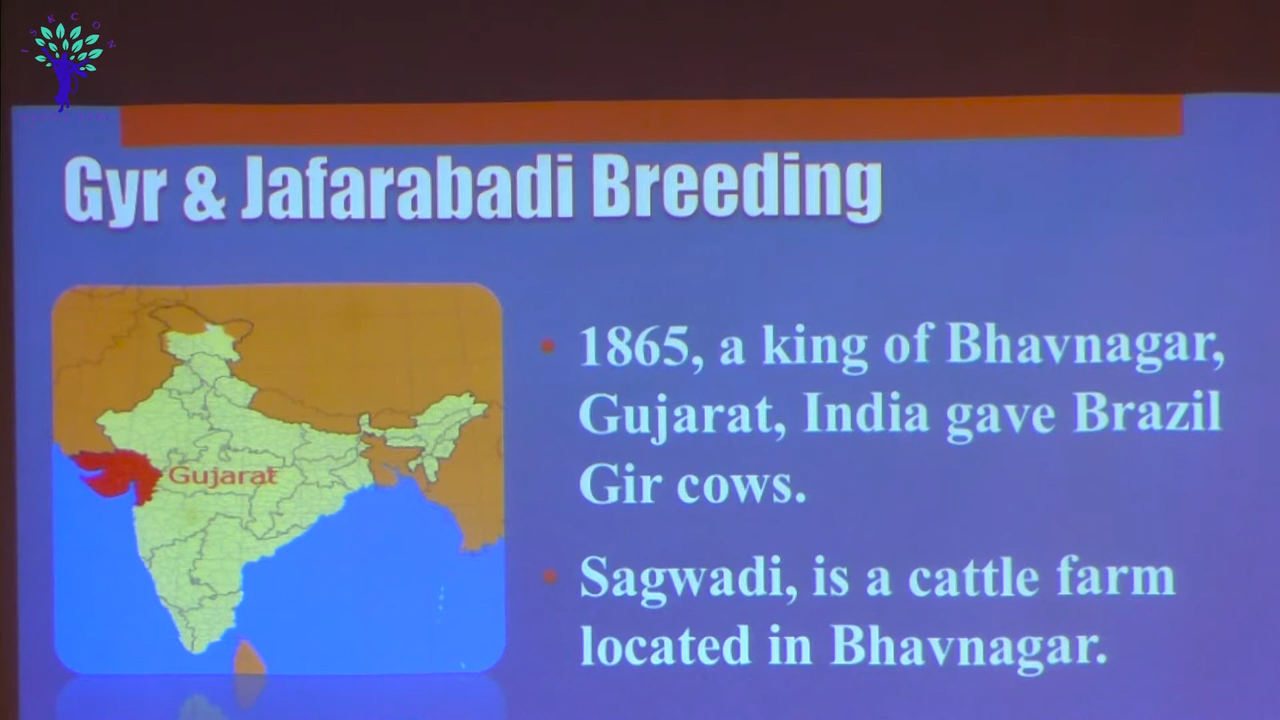 ISKCON
Gyr & Jafarabadi Breeding
Gujarat
• 1865, a king of Bhavnagar,
Gujarat, India gave Brazil
Gir cows.
• Sagwadi, is a cattle farm
located in Bhavnagar.